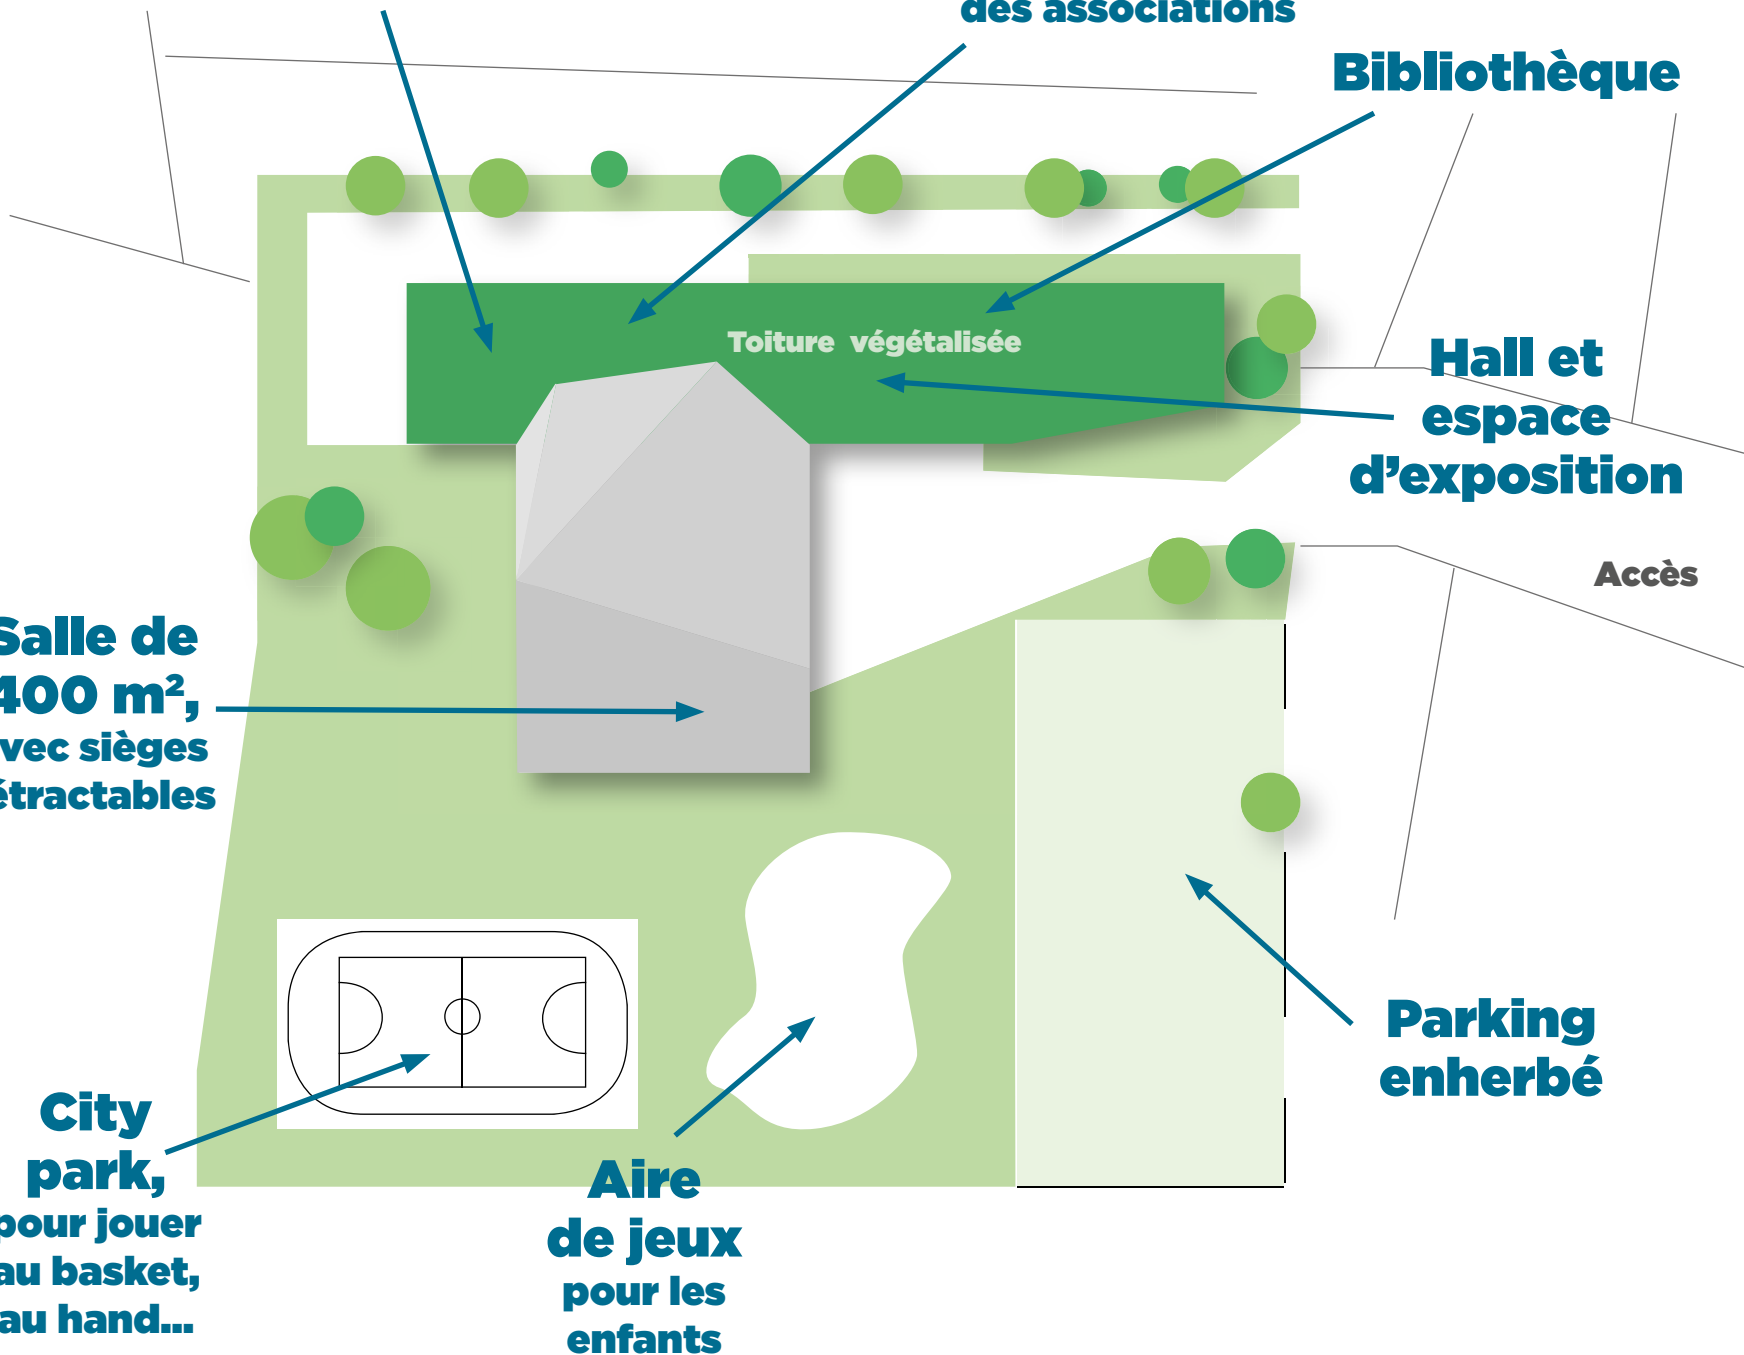 des associations
Bibliothèque
Toiture végétalisée
Hall et
espace
d’exposition
Accès
Salle de
400 m²,
vec sièges
étractables
Parking
enherbé
City
park,
pour jouer
au basket,
au hand...
Aire
de jeux
pour les
enfants